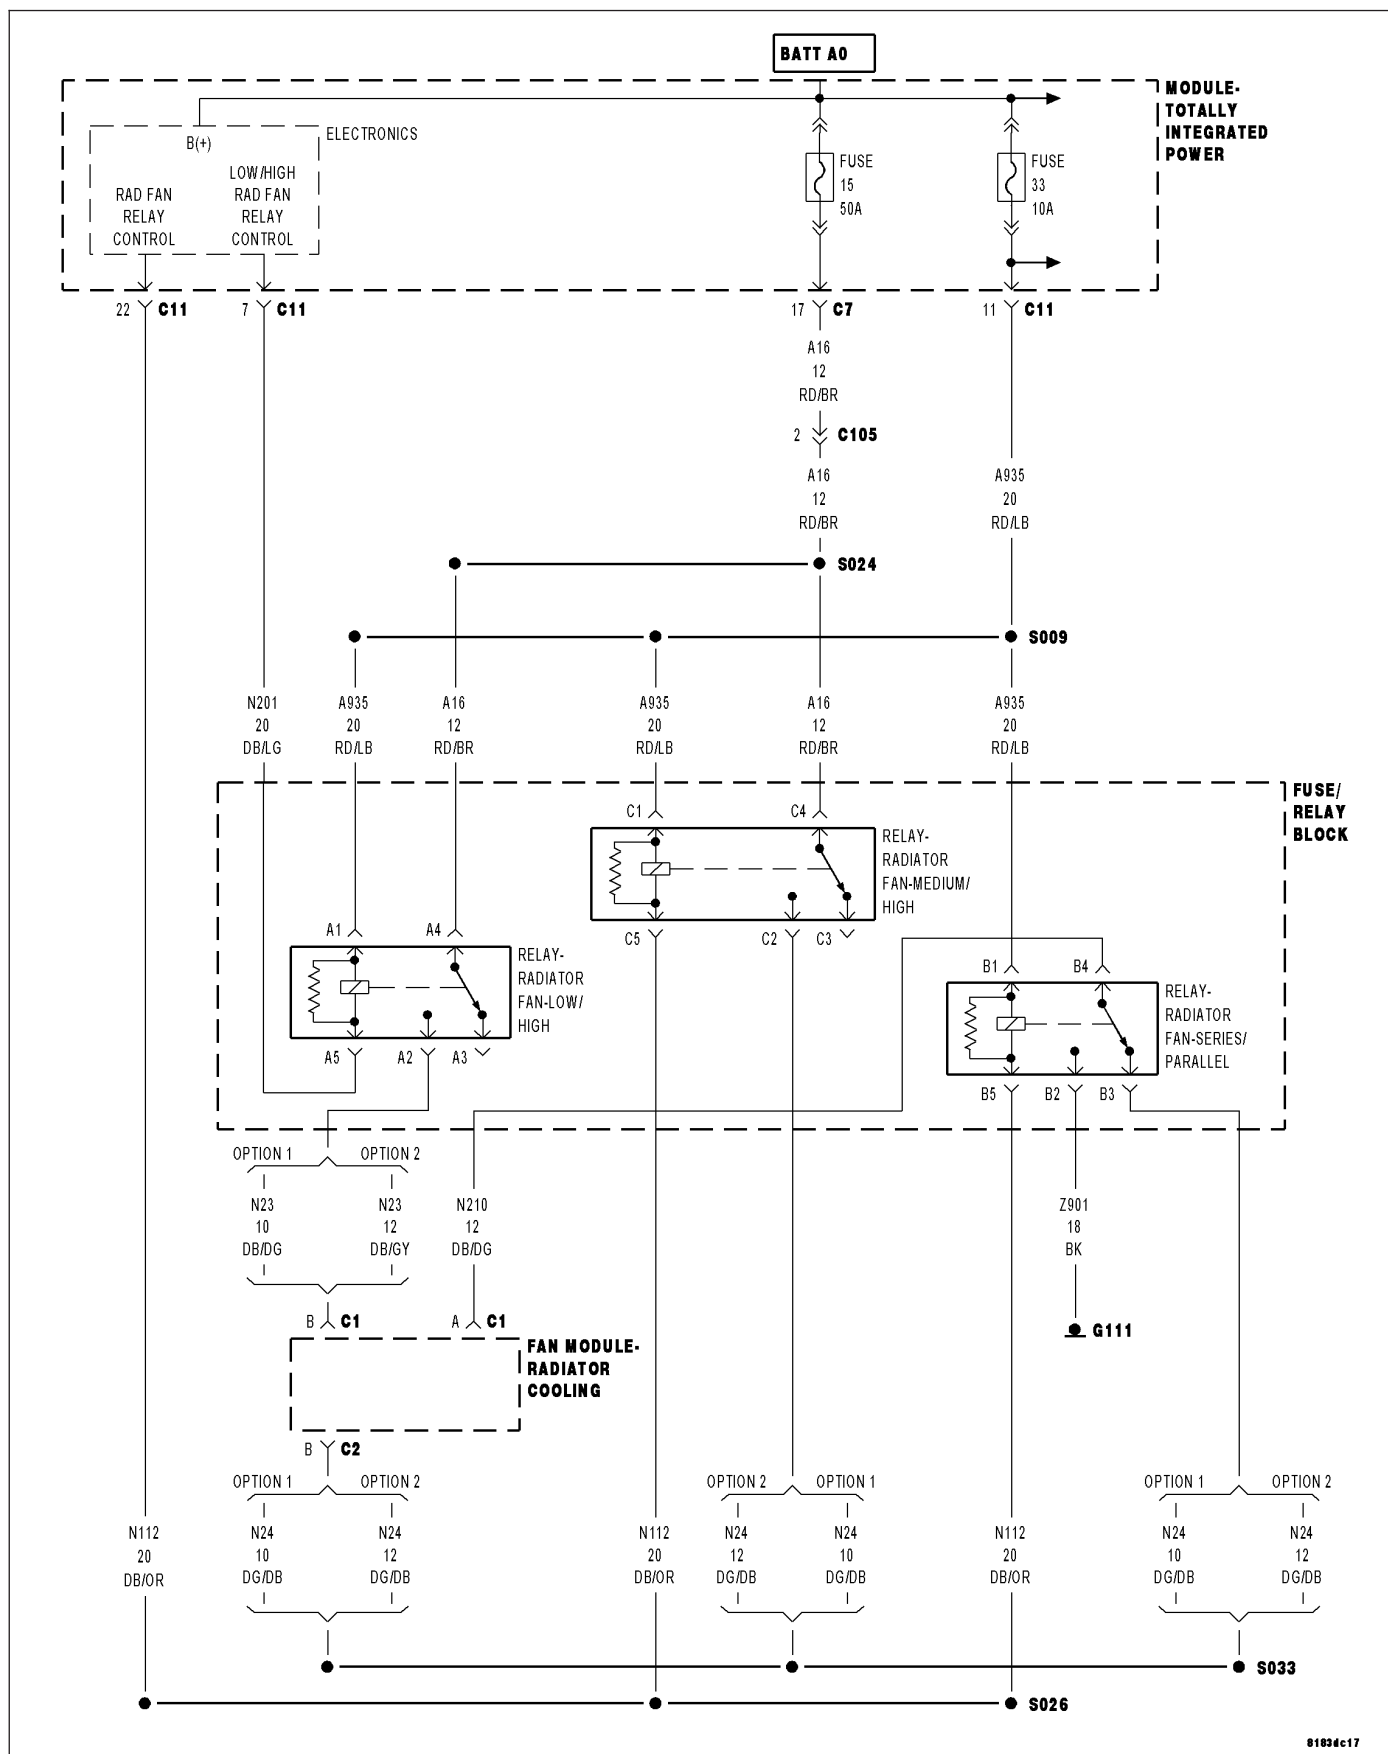 BATT A0
MODULE-
TOTALLY
INTEGRATED
POWER
ELECTRONICS
B(+)
RAD FAN
RELAY
CONTROL
LOW/HIGH
RAD FAN
RELAY
CONTROL
FUSE
15
50A
FUSE
33
10A
22 C11
7 C11
17 C7
11 C11
A16
12
RD/BR
2 C105
A16
12
RD/BR
A935
20
RD/LB
S024
S009
N201
20
DB/LG
A935
20
RD/LB
A16
12
RD/BR
A935
20
RD/LB
A16
12
RD/BR
A935
20
RD/LB
FUSE/
RELAY
BLOCK
C1 C4
RELAY-
RADIATOR
FAN-MEDIUM/
HIGH
C5 C2 C3
A1 A4
RELAY-
RADIATOR
FAN-LOW/
HIGH
A5 A2 A3
B1 B4
RELAY-
RADIATOR
FAN-SERIES/
PARALLEL
B5 B2 B3
OPTION 1 OPTION 2
N23
10
DB/DG
N23
12
DB/GY
N210
12
DB/DG
Z901
18
BK
B C1
A C1
G111
FAN MODULE-
RADIATOR
COOLING
B C2
OPTION 1 OPTION 2
OPTION 2 OPTION 1
OPTION 1 OPTION 2
N112
20
DB/OR
N24
10
DG/DB
N24
12
DG/DB
N112
20
DB/OR
N24
12
DG/DB
N24
10
DG/DB
N112
20
DB/OR
N24
10
DG/DB
N24
12
DG/DB
S033
S026
8183dc17